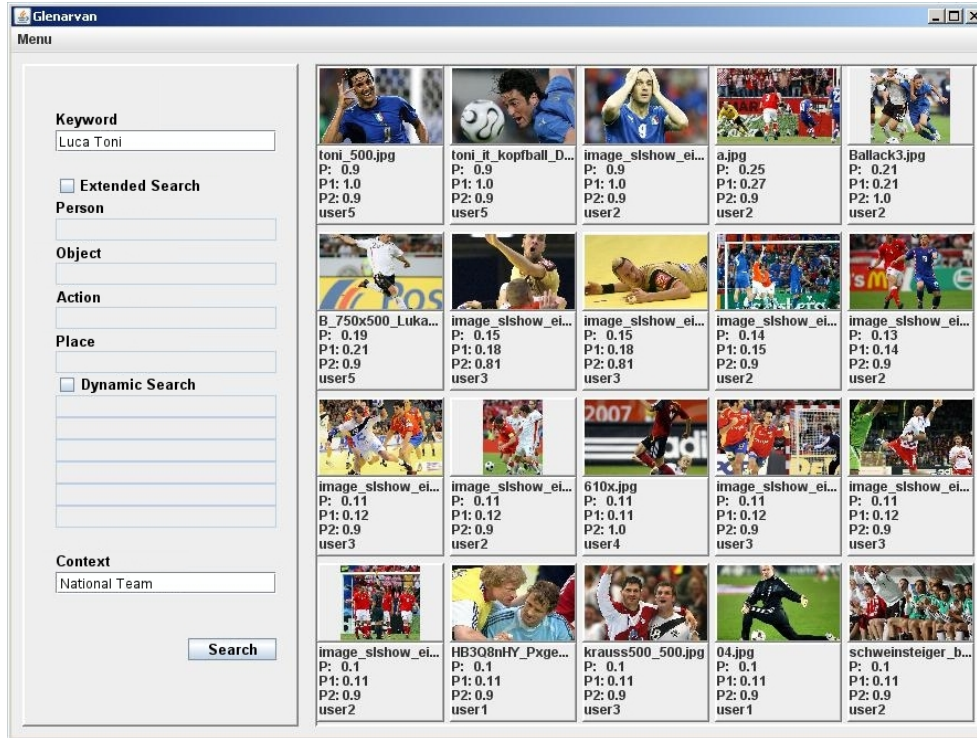 Glenarvan
Menu
Keyword
Luca Toni
Extended Search
Person
Object
Action
Place
Dynamic Search
Context
National Team
Search
toni_500.jpg
P: 0.9
P1: 1.0
P2: 0.9
user5
toni_it_kopfball_D...
P: 0.9
P1: 1.0
P2: 0.9
user5
image_slshow_ei...
P: 0.9
P1: 1.0
P2: 0.9
user2
a.jpg
P: 0.25
P1: 0.27
P2: 0.9
user2
Ballack3.jpg
P: 0.21
P1: 0.21
P2: 1.0
user2
B_750x500_Luka...
P: 0.19
P1: 0.21
P2: 0.9
user5
image_slshow_ei...
P: 0.15
P1: 0.18
P2: 0.81
user3
image_slshow_ei...
P: 0.15
P1: 0.18
P2: 0.81
user3
image_slshow_ei...
P: 0.14
P1: 0.15
P2: 0.9
user2
image_slshow_ei...
P: 0.13
P1: 0.14
P2: 0.9
user2
image_slshow_ei...
P: 0.11
P1: 0.12
P2: 0.9
user3
image_slshow_ei...
P: 0.11
P1: 0.12
P2: 0.9
user2
2007
610x.jpg
P: 0.11
P1: 0.11
P2: 1.0
user4
image_slshow_ei...
P: 0.11
P1: 0.12
P2: 0.9
user3
image_slshow_ei...
P: 0.11
P1: 0.12
P2: 0.9
user3
image_slshow_ei...
P: 0.1
P1: 0.11
P2: 0.9
user2
HB3Q8nHY_Pxge...
P: 0.1
P1: 0.11
P2: 0.9
user1
krauss500_500.jpg
P: 0.1
P1: 0.11
P2: 0.9
user3
04.jpg
P: 0.1
P1: 0.11
P2: 0.9
user1
schweinsteiger_b...
P: 0.1
P1: 0.11
P2: 0.9
user2